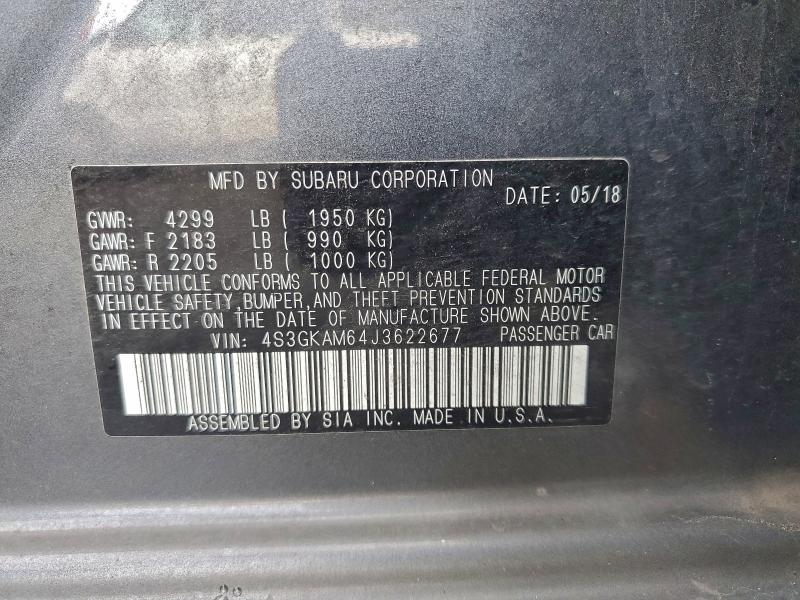 MFD BY SUBARU CORPORATION DATE: 05/18
GVWR: 4299 LB ( 1950 KG)
GAWR: F 2183 LB ( 990 KG)
GAWR: R 2205 LB ( 1000 KG)
THIS VEHICLE CONFORMS TO ALL APPLICABLE FEDERAL MOTOR
VEHICLE SAFETY, BUMPER, AND THEFT PREVENTION STANDARDS
IN EFFECT ON THE DATE OF MANUFACTURE SHOWN ABOVE.
VIN: 4S3GKAM64J3622677 PASSENGER CAR
ASSEMBLED BY SIA INC. MADE IN U.S.A.